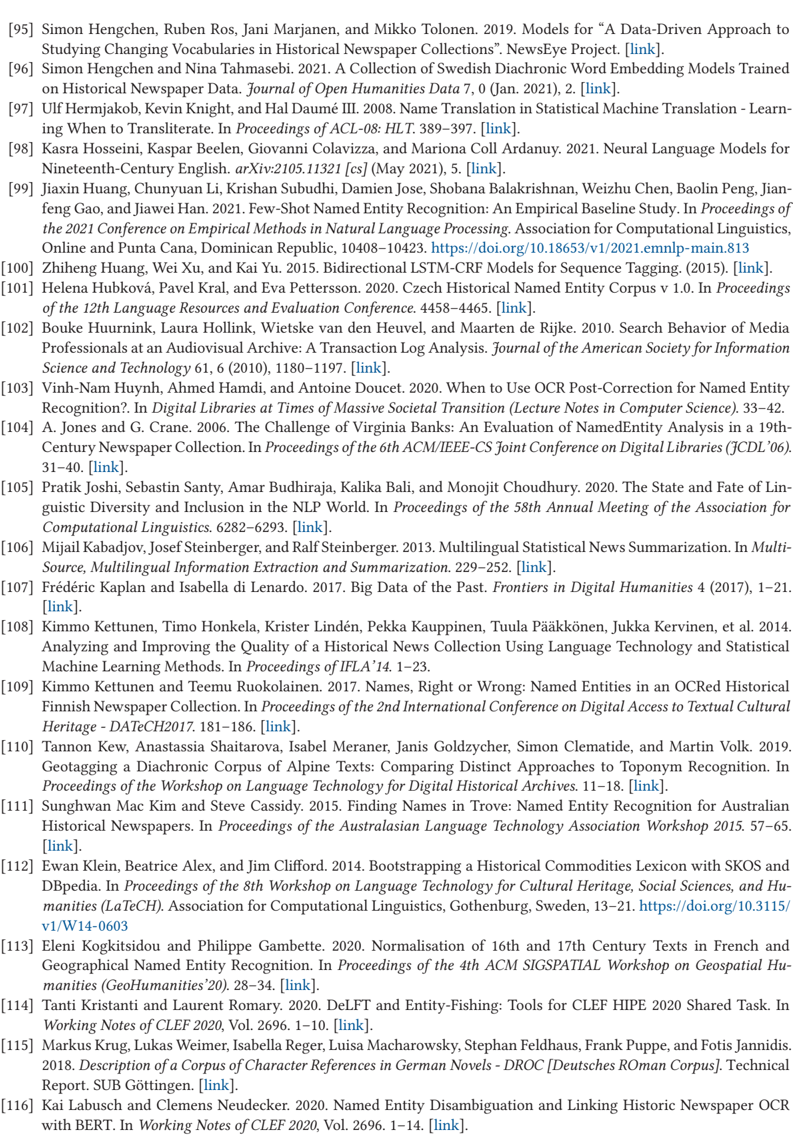 [95] Simon Hengchen, Ruben Ros, Jani Marjanen, and Mikko Tolonen. 2019. Models for “A Data-Driven Approach to
Studying Changing Vocabularies in Historical Newspaper Collections”. NewsEye Project. [link].
[96] Simon Hengchen and Nina Tahmasebi. 2021. A Collection of Swedish Diachronic Word Embedding Models Trained
on Historical Newspaper Data. Journal of Open Humanities Data 7, 0 (Jan. 2021), 2. [link].
[97] Ulf Hermjakob, Kevin Knight, and Hal Daumé III. 2008. Name Translation in Statistical Machine Translation - Learn-
ing When to Transliterate. In Proceedings of ACL-08: HLT. 389–397. [link].
[98] Kasra Hosseini, Kaspar Beelen, Giovanni Colavizza, and Mariona Coll Ardanuy. 2021. Neural Language Models for
Nineteenth-Century English. arXiv:2105.11321 [cs] (May 2021), 5. [link].
[99] Jiaxin Huang, Chunyuan Li, Krishan Subudhi, Damien Jose, Shobana Balakrishnan, Weizhu Chen, Baolin Peng, Jian-
feng Gao, and Jiawei Han. 2021. Few-Shot Named Entity Recognition: An Empirical Baseline Study. In Proceedings of
the 2021 Conference on Empirical Methods in Natural Language Processing. Association for Computational Linguistics,
Online and Punta Cana, Dominican Republic, 10408–10423. https://doi.org/10.18653/v1/2021.emnlp-main.813
[100] Zhiheng Huang, Wei Xu, and Kai Yu. 2015. Bidirectional LSTM-CRF Models for Sequence Tagging. (2015). [link].
[101] Helena Hubková, Pavel Kral, and Eva Pettersson. 2020. Czech Historical Named Entity Corpus v 1.0. In Proceedings
of the 12th Language Resources and Evaluation Conference. 4458–4465. [link].
[102] Bouke Huurnink, Laura Hollink, Wietske van den Heuvel, and Maarten de Rijke. 2010. Search Behavior of Media
Professionals at an Audiovisual Archive: A Transaction Log Analysis. Journal of the American Society for Information
Science and Technology 61, 6 (2010), 1180–1197. [link].
[103] Vinh-Nam Huynh, Ahmed Hamdi, and Antoine Doucet. 2020. When to Use OCR Post-Correction for Named Entity
Recognition?. In Digital Libraries at Times of Massive Societal Transition (Lecture Notes in Computer Science). 33–42.
[104] A. Jones and G. Crane. 2006. The Challenge of Virginia Banks: An Evaluation of NamedEntity Analysis in a 19th-
Century Newspaper Collection. In Proceedings of the 6th ACM/IEEE-CS Joint Conference on Digital Libraries (JCDL’06).
31–40. [link].
[105] Pratik Joshi, Sebastin Santy, Amar Budhiraja, Kalika Bali, and Monojit Choudhury. 2020. The State and Fate of Lin-
guistic Diversity and Inclusion in the NLP World. In Proceedings of the 58th Annual Meeting of the Association for
Computational Linguistics. 6282–6293. [link].
[106] Mijail Kabadjov, Josef Steinberger, and Ralf Steinberger. 2013. Multilingual Statistical News Summarization. In Multi-
Source, Multilingual Information Extraction and Summarization. 229–252. [link].
[107] Frédéric Kaplan and Isabella di Lenardo. 2017. Big Data of the Past. Frontiers in Digital Humanities 4 (2017), 1–21.
[link].
[108] Kimmo Kettunen, Timo Honkela, Krister Lindén, Pekka Kauppinen, Tuula Pääkkönen, Jukka Kervinen, et al. 2014.
Analyzing and Improving the Quality of a Historical News Collection Using Language Technology and Statistical
Machine Learning Methods. In Proceedings of IFLA’14. 1–23.
[109] Kimmo Kettunen and Teemu Ruokolainen. 2017. Names, Right or Wrong: Named Entities in an OCRed Historical
Finnish Newspaper Collection. In Proceedings of the 2nd International Conference on Digital Access to Textual Cultural
Heritage - DATeCH2017. 181–186. [link].
[110] Tannon Kew, Anastassia Shaitarova, Isabel Meraner, Janis Goldzycher, Simon Clematide, and Martin Volk. 2019.
Geotagging a Diachronic Corpus of Alpine Texts: Comparing Distinct Approaches to Toponym Recognition. In
Proceedings of the Workshop on Language Technology for Digital Historical Archives. 11–18. [link].
[111] Sunghwan Mac Kim and Steve Cassidy. 2015. Finding Names in Trove: Named Entity Recognition for Australian
Historical Newspapers. In Proceedings of the Australasian Language Technology Association Workshop 2015. 57–65.
[link].
[112] Ewan Klein, Beatrice Alex, and Jim Clifford. 2014. Bootstrapping a Historical Commodities Lexicon with SKOS and
DBpedia. In Proceedings of the 8th Workshop on Language Technology for Cultural Heritage, Social Sciences, and Hu-
manities (LaTeCH). Association for Computational Linguistics, Gothenburg, Sweden, 13–21. https://doi.org/10.3115/
v1/W14-0603
[113] Eleni Kogkitsidou and Philippe Gambette. 2020. Normalisation of 16th and 17th Century Texts in French and
Geographical Named Entity Recognition. In Proceedings of the 4th ACM SIGSPATIAL Workshop on Geospatial Hu-
manities (GeoHumanities’20). 28–34. [link].
[114] Tanti Kristanti and Laurent Romary. 2020. DeLFT and Entity-Fishing: Tools for CLEF HIPE 2020 Shared Task. In
Working Notes of CLEF 2020, Vol. 2696. 1–10. [link].
[115] Markus Krug, Lukas Weimer, Isabella Reger, Luisa Macharowsky, Stephan Feldhaus, Frank Puppe, and Fotis Jannidis.
2018. Description of a Corpus of Character References in German Novels - DROC [Deutsches ROman Corpus]. Technical
Report. SUB Göttingen. [link].
[116] Kai Labusch and Clemens Neudecker. 2020. Named Entity Disambiguation and Linking Historic Newspaper OCR
with BERT. In Working Notes of CLEF 2020, Vol. 2696. 1–14. [link].